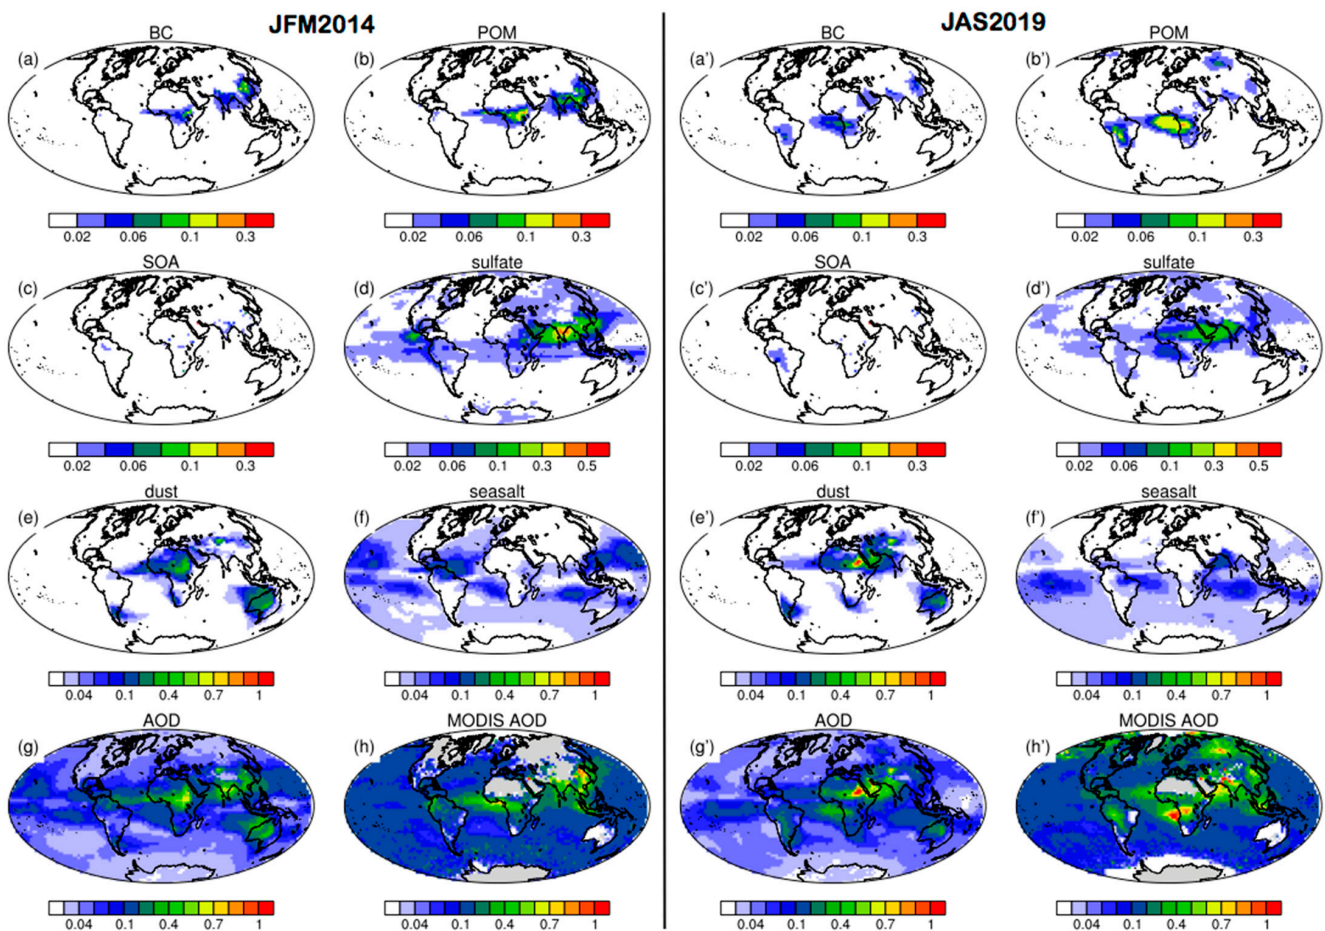 JFM2014 JAS2019
BC POM BC POM
(a) (b) (a') (b')
0.02 0.06 0.1 0.3 0.02 0.06 0.1 0.3 0.02 0.06 0.1 0.3 0.02 0.06 0.1 0.3
SOA sulfate SOA sulfate
(c) (d) (c') (d')
0.02 0.06 0.1 0.3 0.02 0.06 0.1 0.3 0.5 0.02 0.06 0.1 0.3 0.02 0.06 0.1 0.3 0.5
dust seasalt dust seasalt
(e) (f) (e') (f')
0.04 0.1 0.4 0.7 1 0.04 0.1 0.4 0.7 1 0.04 0.1 0.4 0.7 1 0.04 0.1 0.4 0.7 1
AOD MODIS AOD AOD MODIS AOD
(g) (h) (g') (h')
0.04 0.1 0.4 0.7 1 0.04 0.1 0.4 0.7 1 0.04 0.1 0.4 0.7 1 0.04 0.1 0.4 0.7 1